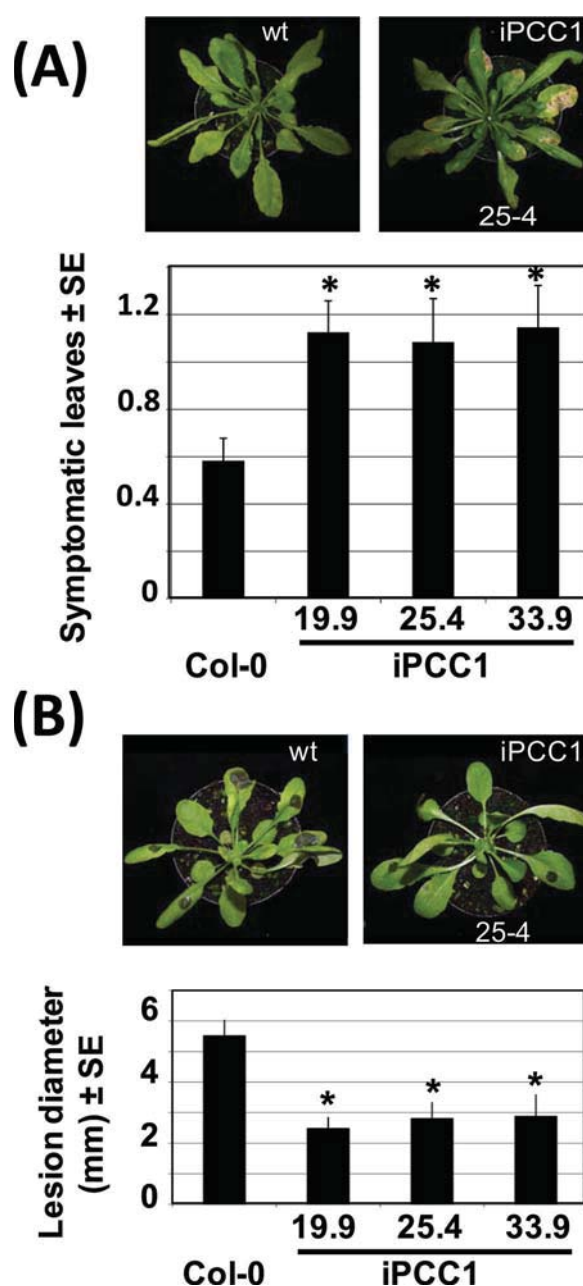 (A)
wt
iPCC1
25-4
Symptomatic leaves ± SE
1.2
0.8
0.4
0
*
*
*
19.9 25.4 33.9
Col-0 iPCC1
(B)
wt
iPCC1
25-4
Lesion diameter
(mm) ± SE
6
4
2
0
*
*
*
19.9 25.4 33.9
Col-0 iPCC1